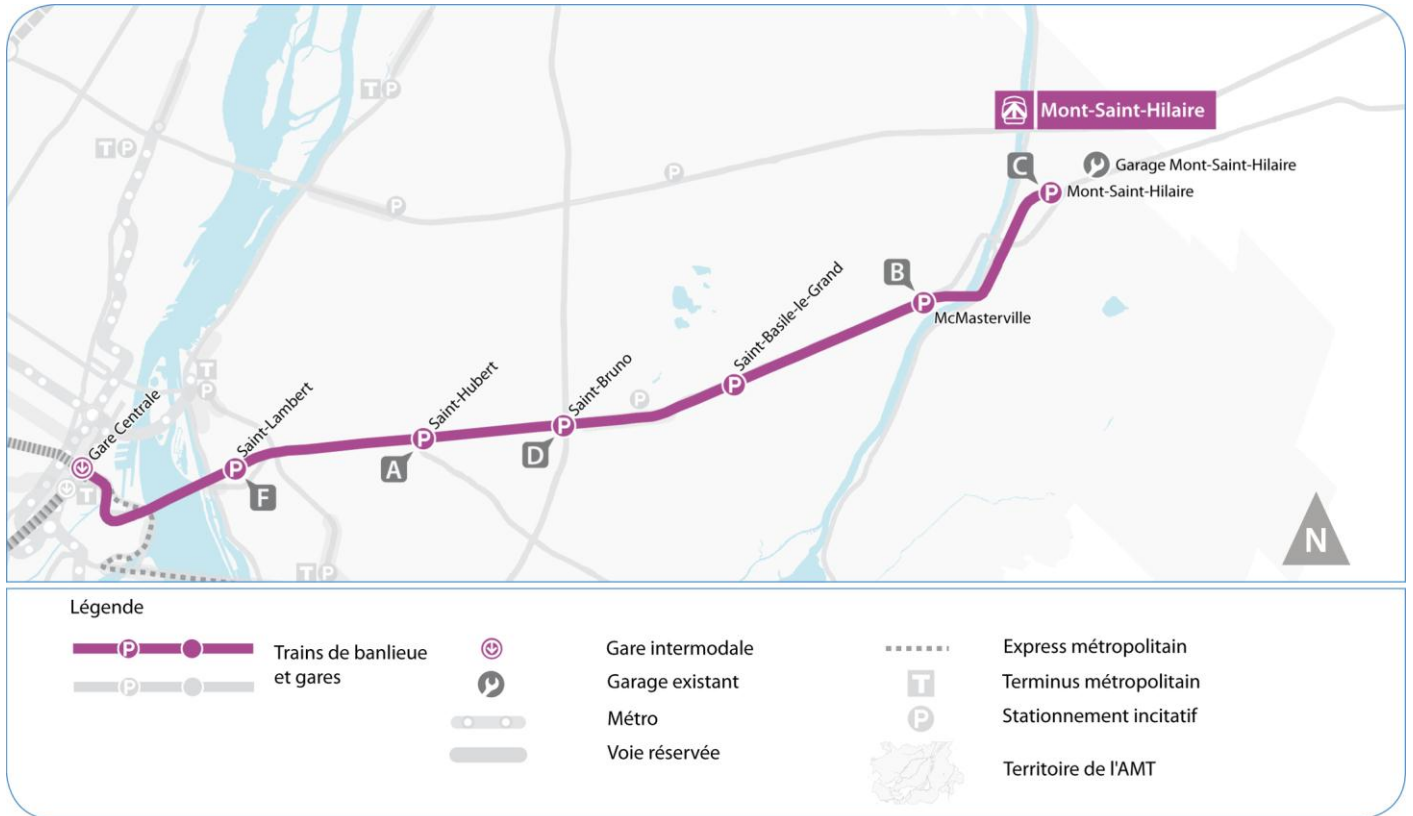 T P
T P
P
P
Mont-Saint-Hilaire
C
Garage Mont-Saint-Hilaire
P
Mont-Saint-Hilaire
B
P
McMasterville
Saint-Basile-le-Grand
P
P
Saint-Bruno
P
D
Saint-Hubert
P
A
T
P
Saint-Lambert
P
F
Gare Centrale
T
T P
N
Légende
P
Trains de banlieue
et gares
P
Gare intermodale
Garage existant
Métro
Voie réservée
Express métropolitain
T
Terminus métropolitain
P
Stationnement incitatif
Territoire de l'AMT